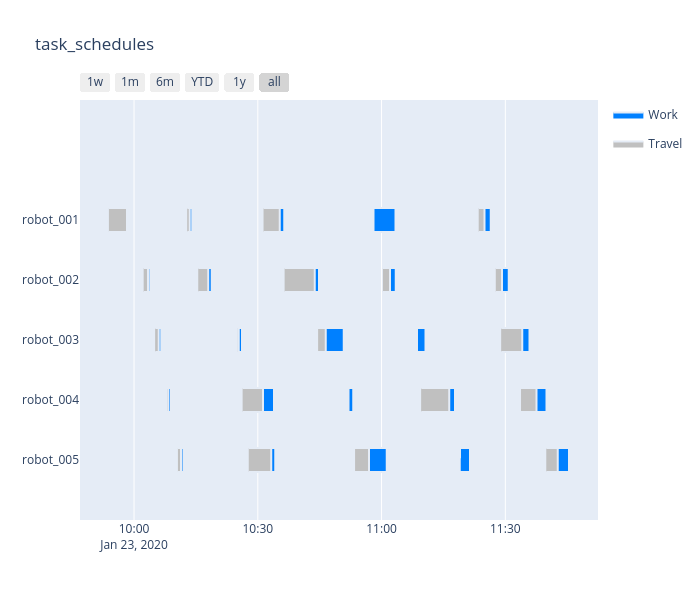 task_schedules
1w 1m 6m YTD 1y all
Work
Travel
robot_001
robot_002
robot_003
robot_004
robot_005
10:00 10:30 11:00 11:30
Jan 23, 2020